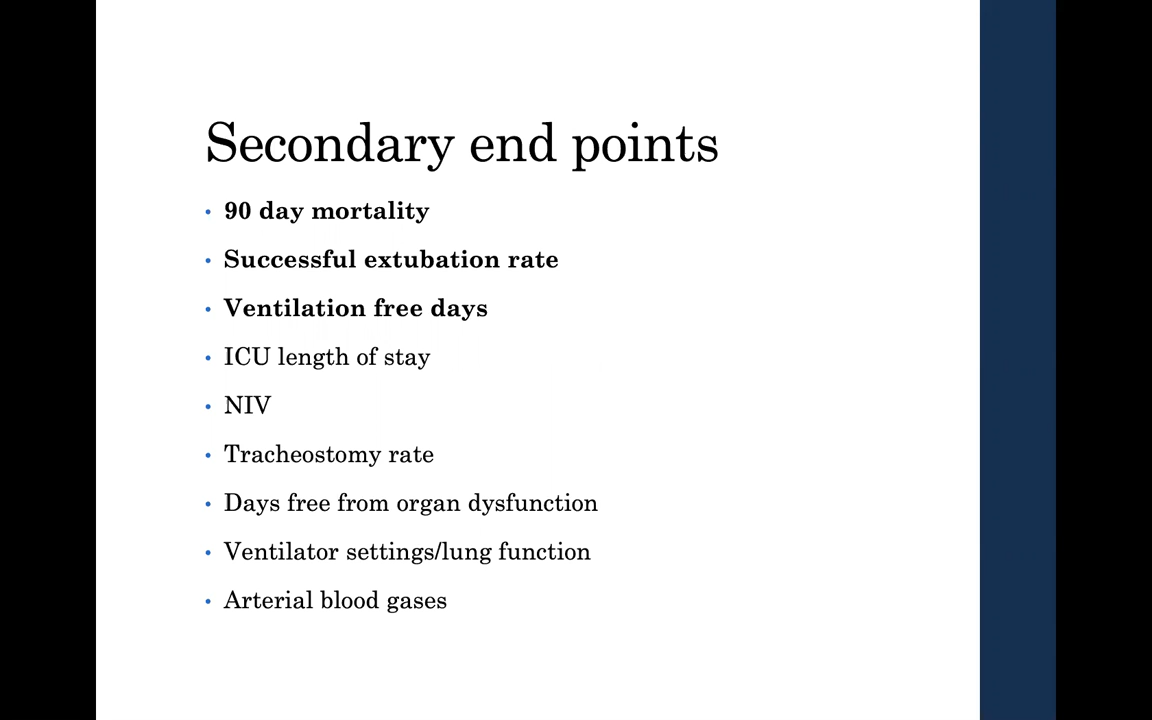 Secondary end points
• 90 day mortality
• Successful extubation rate
• Ventilation free days
• ICU length of stay
• NIV
• Tracheostomy rate
• Days free from organ dysfunction
• Ventilator settings/lung function
• Arterial blood gases